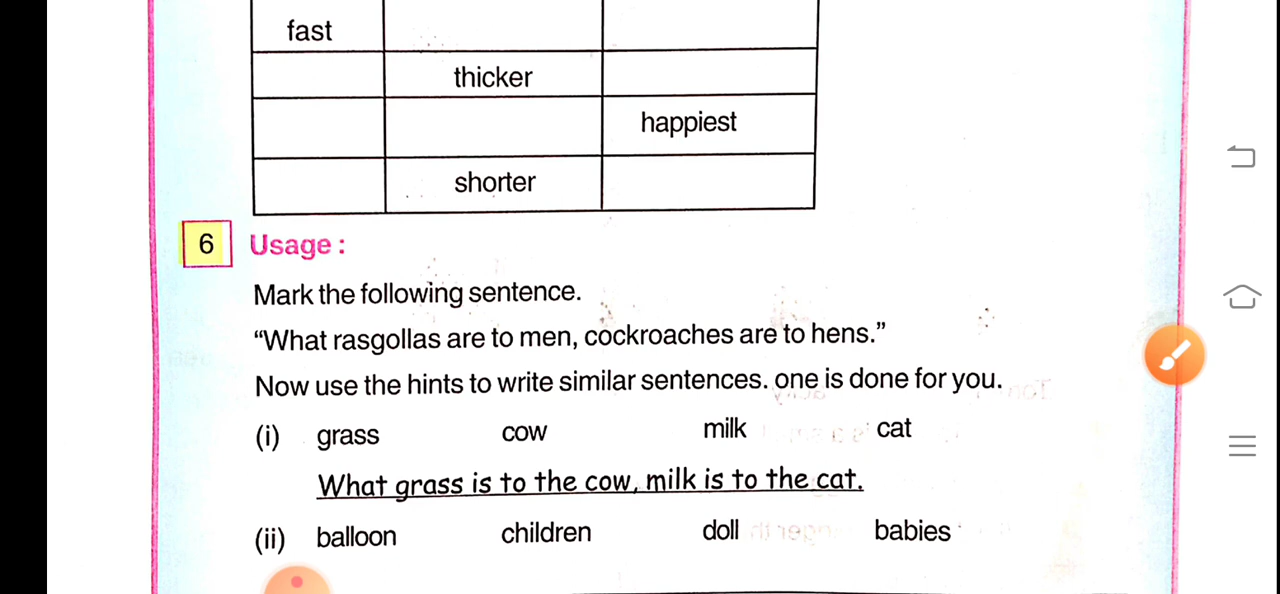 fast
thicker
happiest
shorter
6 Usage :
Mark the following sentence.
“What rasgollas are to men, cockroaches are to hens.”
Now use the hints to write similar sentences. one is done for you.
(i) grass cow milk cat
What grass is to the cow, milk is to the cat.
(ii) balloon children doll babies